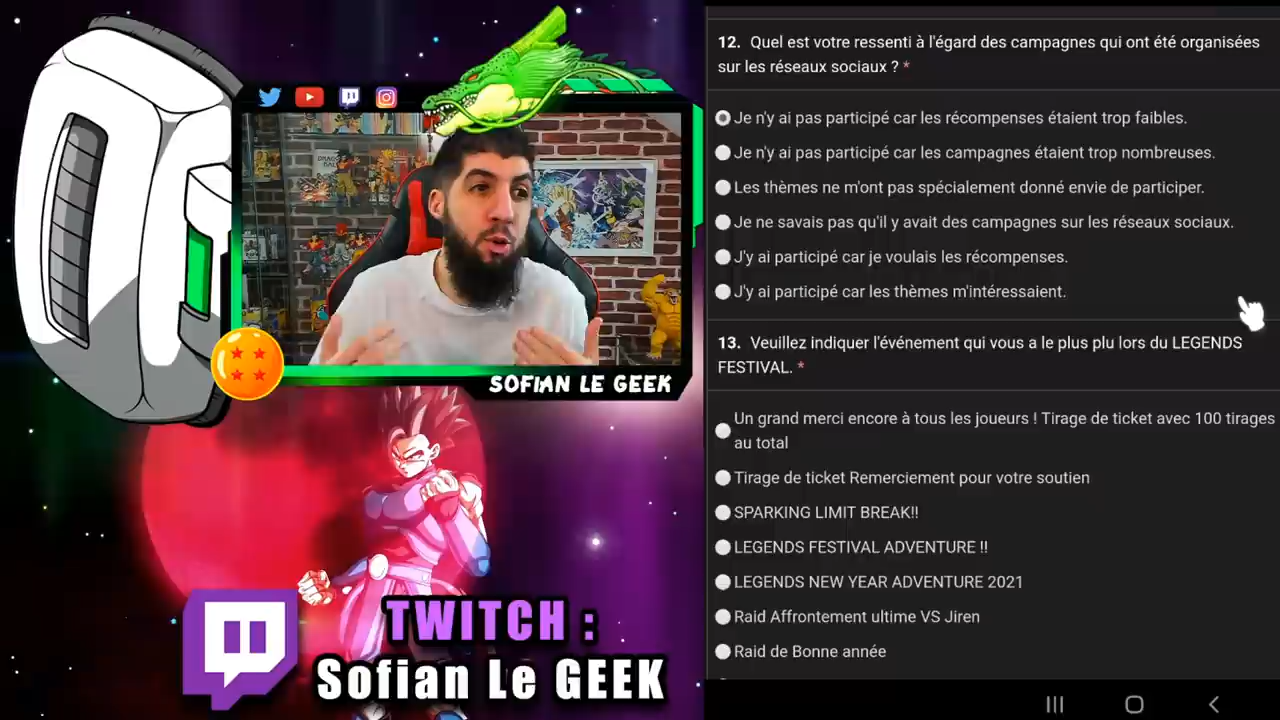 SOFIAN LE GEEK
TWITCH :
Sofian Le GEEK
12. Quel est votre ressenti à l'égard des campagnes qui ont été organisées
sur les réseaux sociaux ? *
Je n'y ai pas participé car les récompenses étaient trop faibles.
Je n'y ai pas participé car les campagnes étaient trop nombreuses.
Les thèmes ne m'ont pas spécialement donné envie de participer.
Je ne savais pas qu'il y avait des campagnes sur les réseaux sociaux.
J'y ai participé car je voulais les récompenses.
J'y ai participé car les thèmes m'intéressaient.
13. Veuillez indiquer l'événement qui vous a le plus plu lors du LEGENDS
FESTIVAL. *
Un grand merci encore à tous les joueurs ! Tirage de ticket avec 100 tirages
au total
Tirage de ticket Remerciement pour votre soutien
SPARKING LIMIT BREAK!!
LEGENDS FESTIVAL ADVENTURE !!
LEGENDS NEW YEAR ADVENTURE 2021
Raid Affrontement ultime VS Jiren
Raid de Bonne année